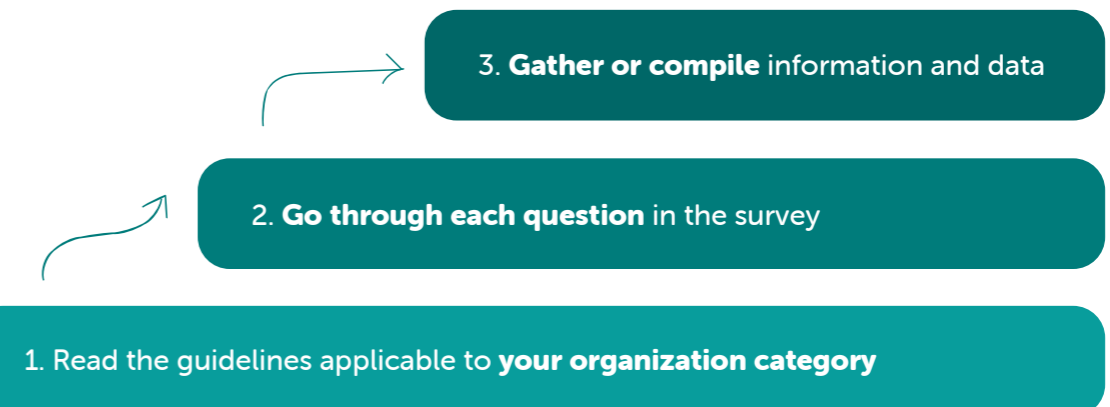 3. Gather or compile information and data
2. Go through each question in the survey
1. Read the guidelines applicable to your organization category